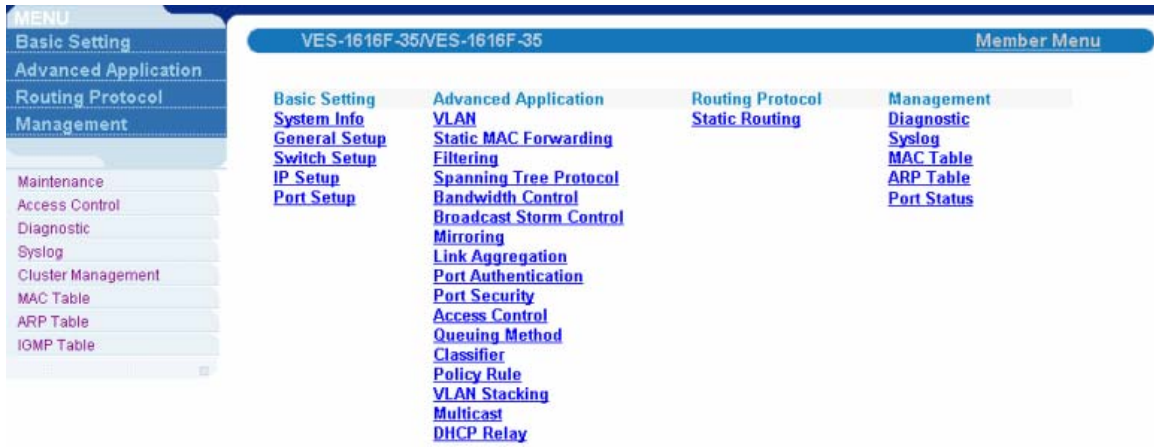 MENU
Basic Setting
Advanced Application
Routing Protocol
Management
Maintenance
Access Control
Diagnostic
Syslog
Cluster Management
MAC Table
ARP Table
IGMP Table
VES-1616F-35/VES-1616F-35 Member Menu
Basic Setting
System Info
General Setup
Switch Setup
IP Setup
Port Setup
Advanced Application
VLAN
Static MAC Forwarding
Filtering
Spanning Tree Protocol
Bandwidth Control
Broadcast Storm Control
Mirroring
Link Aggregation
Port Authentication
Port Security
Access Control
Queuing Method
Classifier
Policy Rule
VLAN Stacking
Multicast
DHCP Relay
Routing Protocol
Static Routing
Management
Diagnostic
Syslog
MAC Table
ARP Table
Port Status